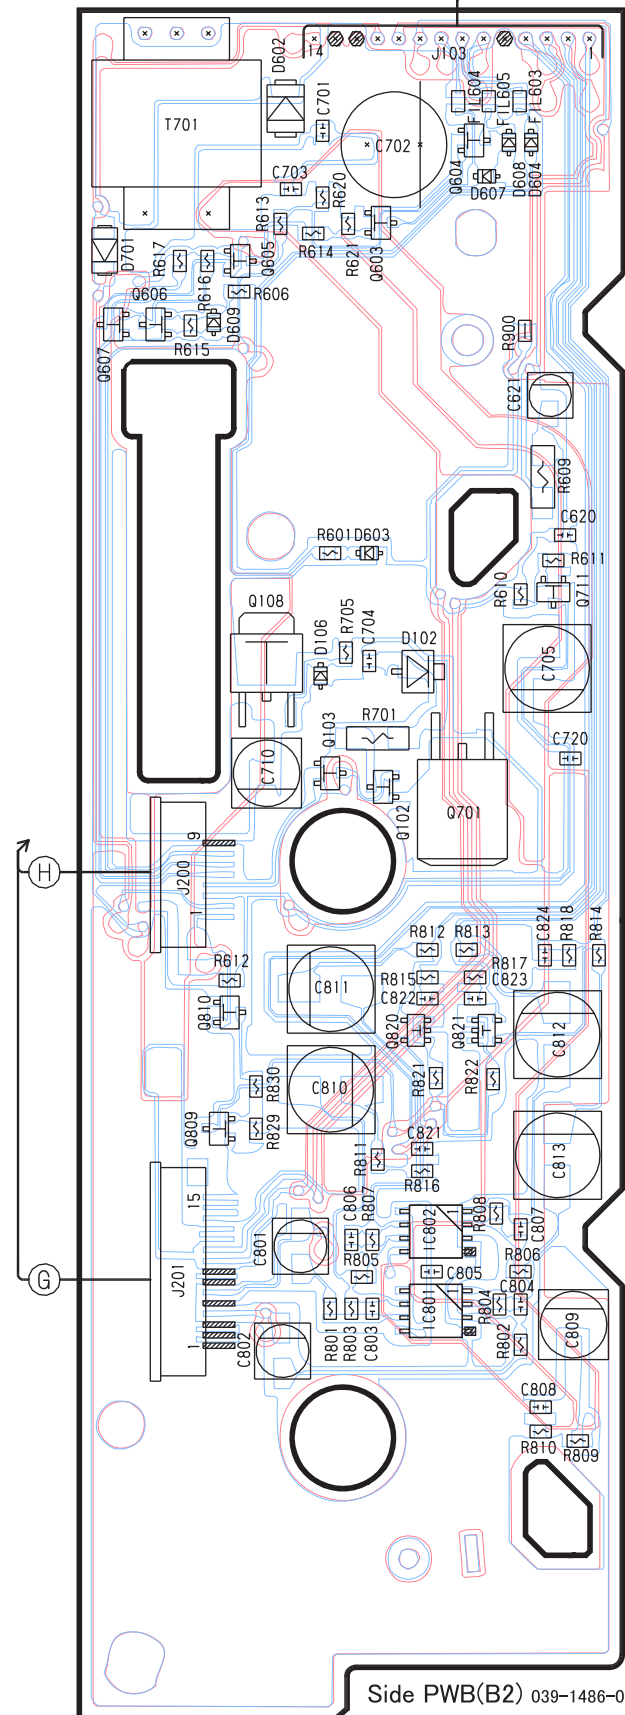 14
J103
1
D602
C701
FIL604
FIL605
FIL603
T701
C702
Q604
D608
D604
D607
C703
R620
R613
R614
R621
Q603
D701
R617
R616
Q605
Q606
R606
Q607
R615
D609
R900
C621
R609
C620
R601
D603
R611
R610
Q711
Q108
D106
R705
C704
D102
C705
R701
Q103
C710
C720
Q102
Q701
9
H
J200
1
R612
R812
R813
C824
R818
R814
R815
R817
C811
C822
C823
Q810
Q820
Q821
C812
R830
C810
R821
R822
Q809
R829
C821
R811
R816
C813
15
C801
C806
R807
IC802
1
R808
C807
R805
C805
R806
G
J201
1
C802
R801
R803
C803
IC801
1
R804
C804
R802
C809
C808
R810
R809
Side PWB(B2) 039-1486-0